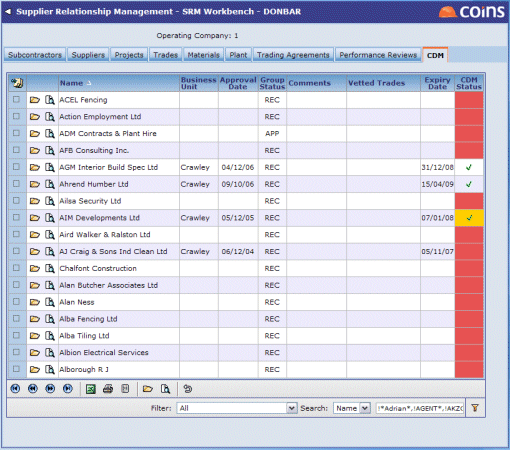 Supplier Relationship Management - SRM Workbench - DONBAR
coins
Operating Company: 1
Subcontractors Suppliers Projects Trades Materials Plant Trading Agreements Performance Reviews CDM
Name Business Unit Approval Date Group Status Comments Vetted Trades Expiry Date CDM Status
ACEL Fencing REC
Action Employment Ltd REC
ADM Contracts & Plant Hire APP
AFB Consulting Inc. REC
AGM Interior Build Spec Ltd Crawley 04/12/06 REC 31/12/08 ✓
Ahrend Humber Ltd Crawley 09/10/06 REC 15/04/09 ✓
Ailsa Security Ltd REC
AIM Developments Ltd Crawley 05/12/05 REC 07/01/08 ✓
Aird Walker & Ralston Ltd REC
AJ Craig & Sons Ind Clean Ltd Crawley 06/12/04 REC 05/11/07
Chalfont Construction REC
Alan Butcher Associates Ltd REC
Alan Ness REC
Alba Fencing Ltd REC
Alba Tiling Ltd REC
Albion Electrical Services REC
Alborough R J REC
Filter: All Search: Name !*Adrian*,!AGENT*,!AKZ(